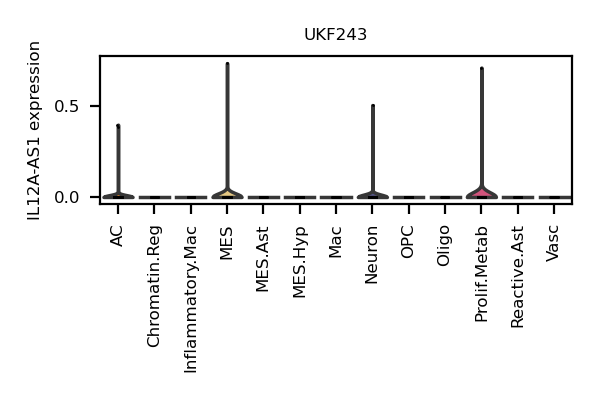 UKF243
IL12A-AS1 expression
0.5
0.0
AC
Chromatin.Reg
Inflammatory.Mac
MES
MES.Ast
MES.Hyp
Mac
Neuron
OPC
Oligo
Prolif.Metab
Reactive.Ast
Vasc